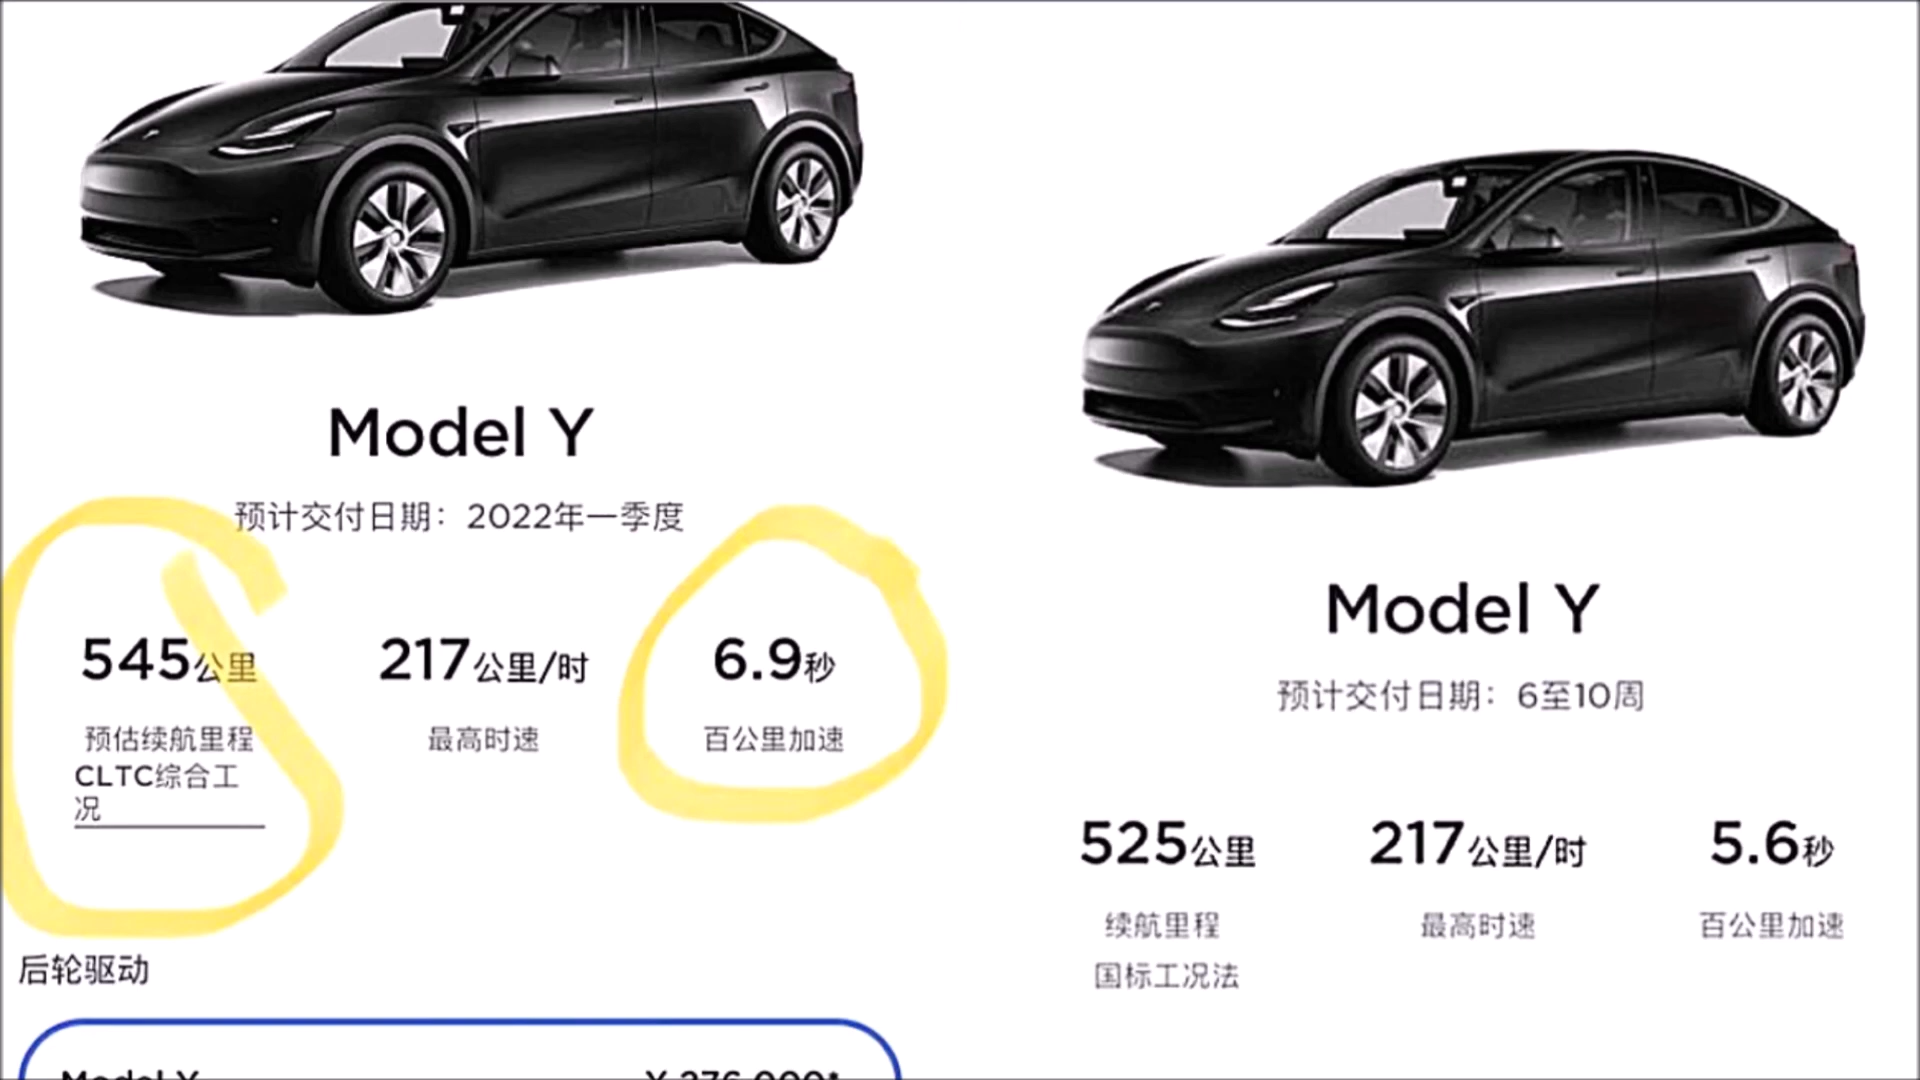 Model Y
预计交付日期：2022年一季度
545公里
217公里/时
6.9秒
预估续航里程
最高时速
百公里加速
CLTC综合工
况
后轮驱动
Model Y
Model Y
预计交付日期：6至10周
525公里
217公里/时
5.6秒
续航里程
最高时速
百公里加速
国标工况法